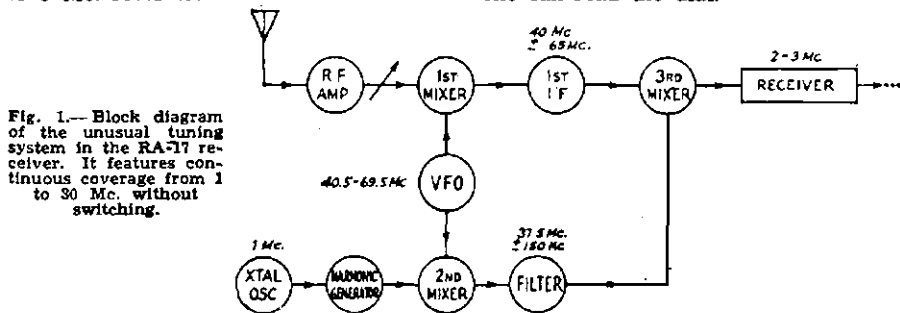 Fig. 1.— Block diagram
of the unusual tuning
system in the RA-17 re-
ceiver. It features con-
tinuous coverage from 1
to 30 Mc. without
switching.
RF
AMP
1ST
MIXER
40 Mc
± 65 MC.
1ST
IF
3RD
MIXER
2-3 Mc
RECEIVER
40.5-69.5 Mc
VFO
1 Mc.
XTAL
OSC
HARMONIC
GENERATOR
2ND
MIXER
37.5 Mc.
±150 Mc
FILTER